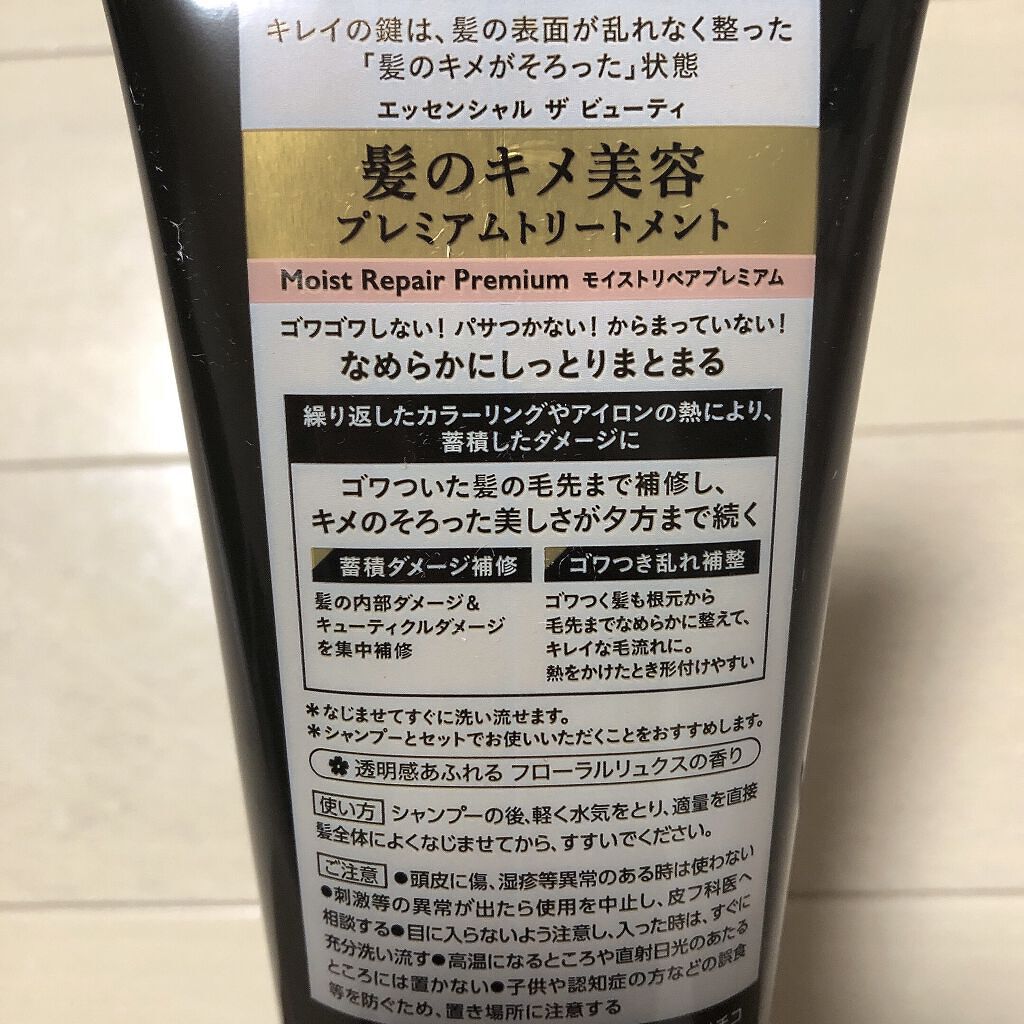 キレイの鍵は、髪の表面が乱れなく整った
「髪のキメがそろった」状態
エッセンシャル ザ ビューティ
髪のキメ美容
プレミアムトリートメント
Moist Repair Premium モイストリペアプレミアム
ゴワゴワしない! パサつかない! からまっていない!
なめらかにしっとりまとまる
繰り返したカラーリングやアイロンの熱により、
蓄積したダメージに
ゴワついた髪の毛先まで補修し、
キメのそろった美しさが夕方まで続く
蓄積ダメージ補修
髪の内部ダメージ&
キューティクルダメージ
を集中補修
ゴワつき乱れ補整
ゴワつく髪も根元から
毛先までなめらかに整えて、
キレイな毛流れに。
熱をかけたとき形付けやすい
*なじませてすぐに洗い流せます。
*シャンプーとセットでお使いいただくことをおすすめします。
透明感あふれる フローラルリュクスの香り
使い方 シャンプーの後、軽く水気をとり、適量を直接
髪全体によくなじませてから、すすいでください。
ご注意 ●頭皮に傷、湿疹等異常のある時は使わない
●刺激等の異常が出たら使用を中止し、皮フ科医へ
相談する●目に入らないよう注意し、入った時は、すぐに
充分洗い流す●高温になるところや直射日光のあたる
ところには置かない●子供や認知症の方などの誤食
等を防ぐため、置き場所に注意する